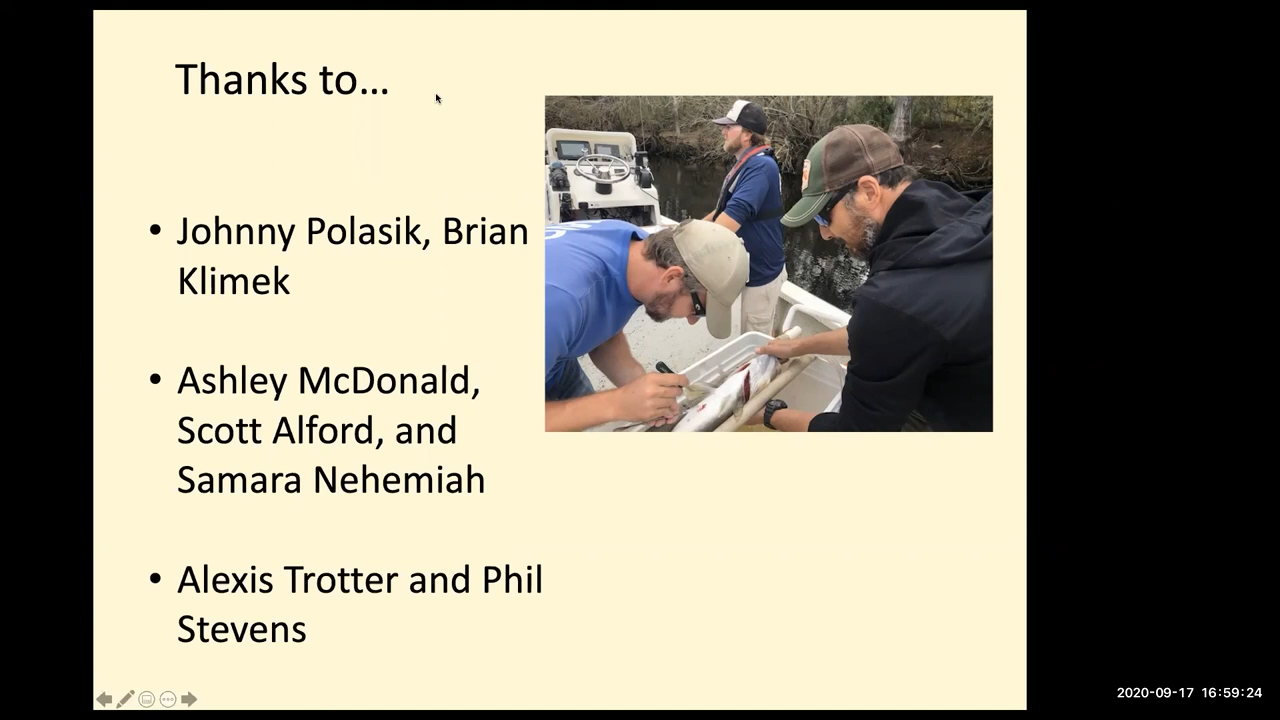 Thanks to...
• Johnny Polasik, Brian
Klimek
• Ashley McDonald,
Scott Alford, and
Samara Nehemiah
• Alexis Trotter and Phil
Stevens
2020-09-17 16:59:24